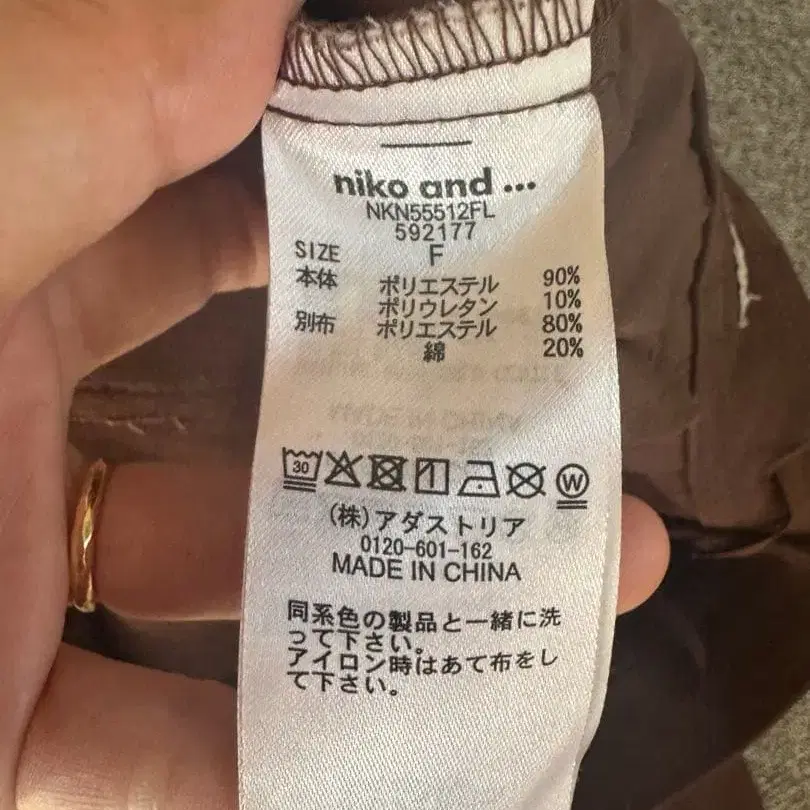 niko and ...
NKN55512FL
592177
SIZE F
本体 ポリエステル 90%
ポリウレタン 10%
別布 ポリエステル 80%
綿 20%
30 W
(株)アダストリア
0120-601-162
MADE IN CHINA
同系色の製品と一緒に洗
って下さい。
アイロン時はあて布をし
て下さい。